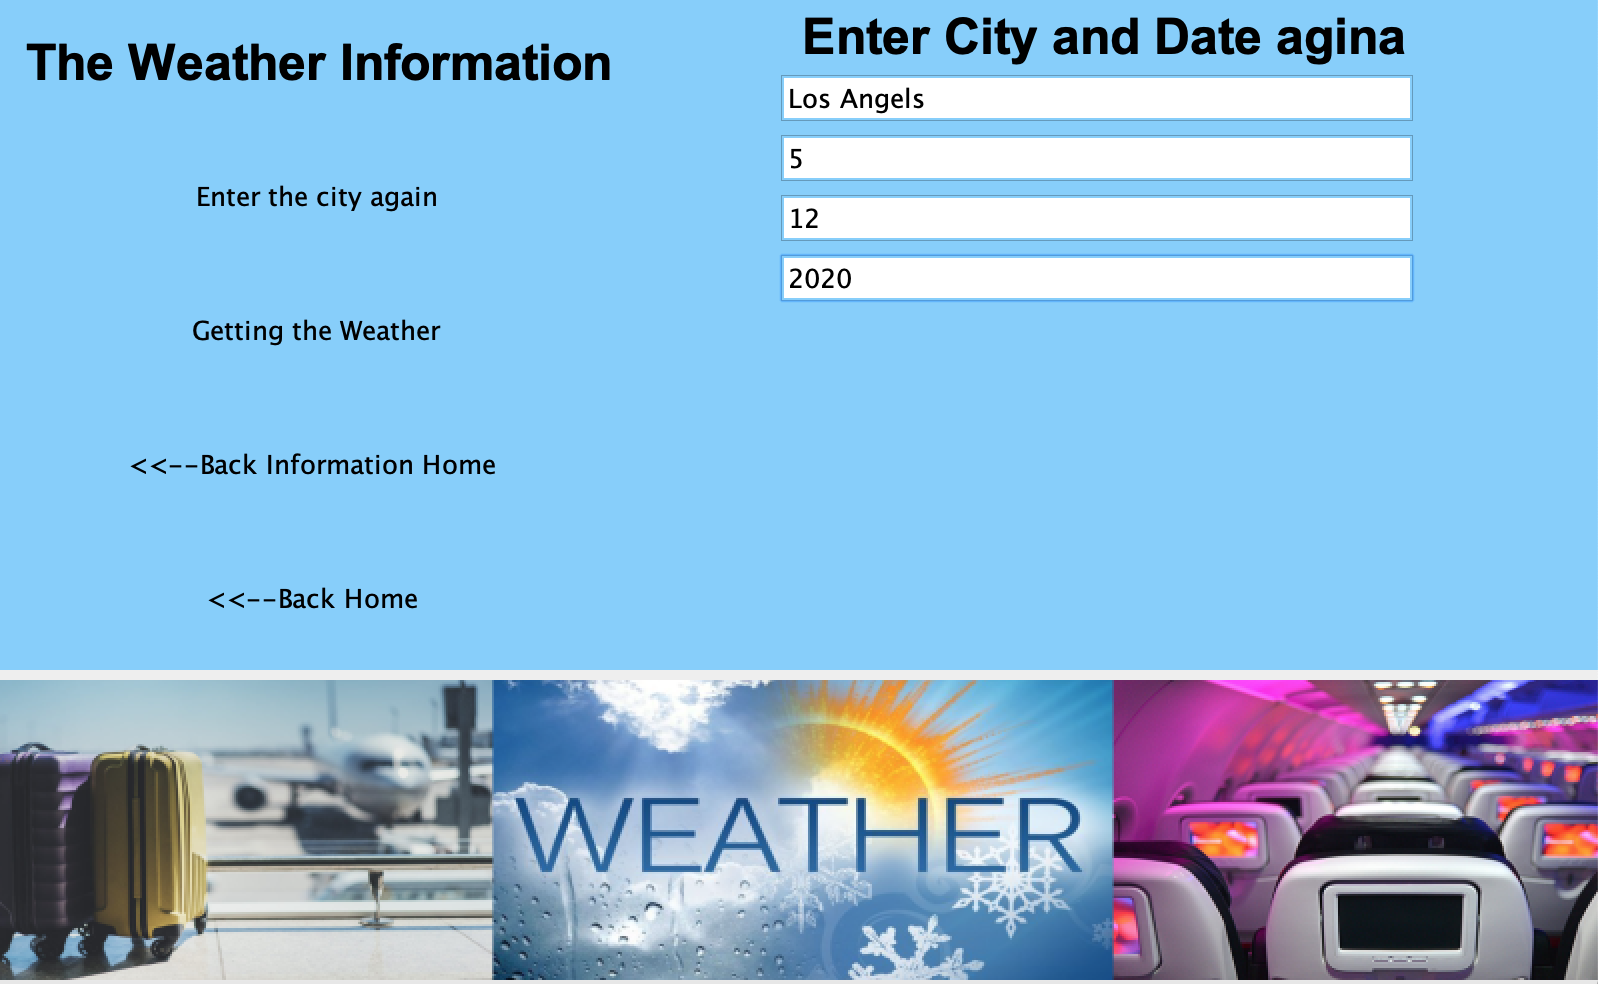 The Weather Information
Enter the city again
Getting the Weather
<<--Back Information Home
<<--Back Home
Enter City and Date agina
Los Angels
5
12
2020
WEATHER